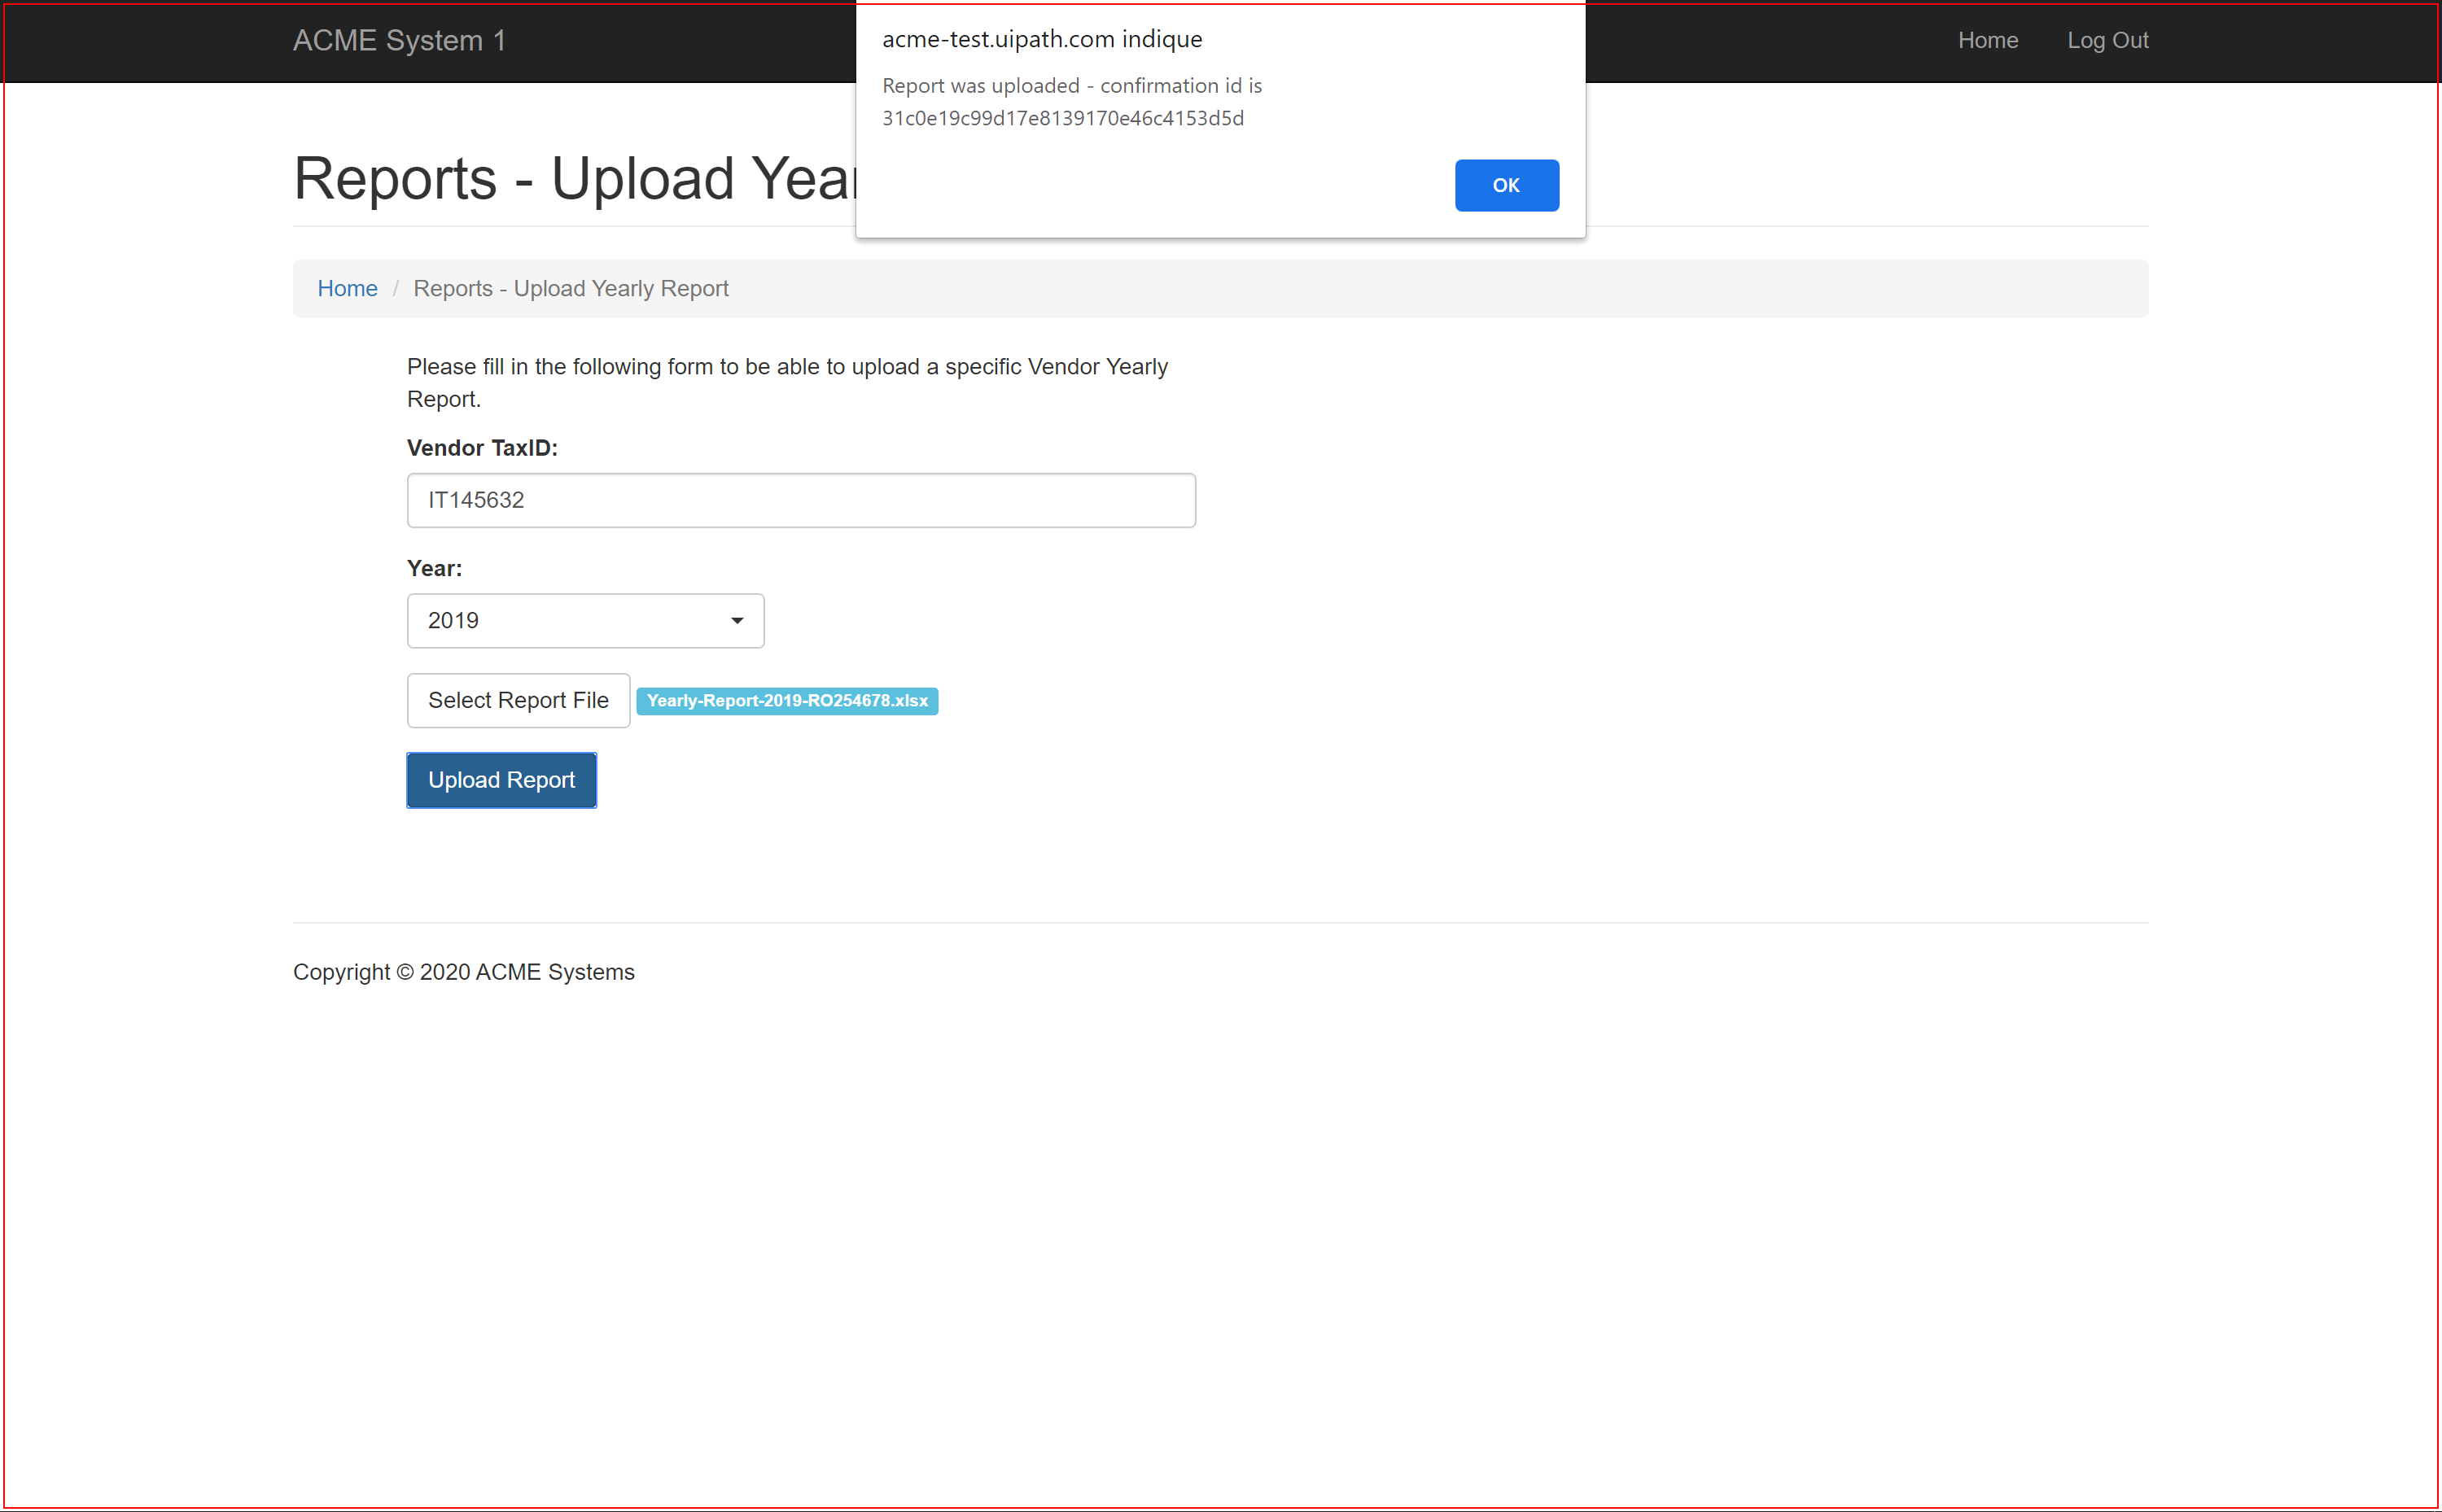 ACME System 1
Home
Log Out
acme-test.uipath.com indique
Report was uploaded - confirmation id is
31c0e19c99d17e8139170e46c4153d5d
OK
Reports - Upload Year
Home / Reports - Upload Yearly Report
Please fill in the following form to be able to upload a specific Vendor Yearly
Report.
Vendor TaxID:
IT145632
Year:
2019
Select Report File
Yearly-Report-2019-RO254678.xlsx
Upload Report
Copyright © 2020 ACME Systems